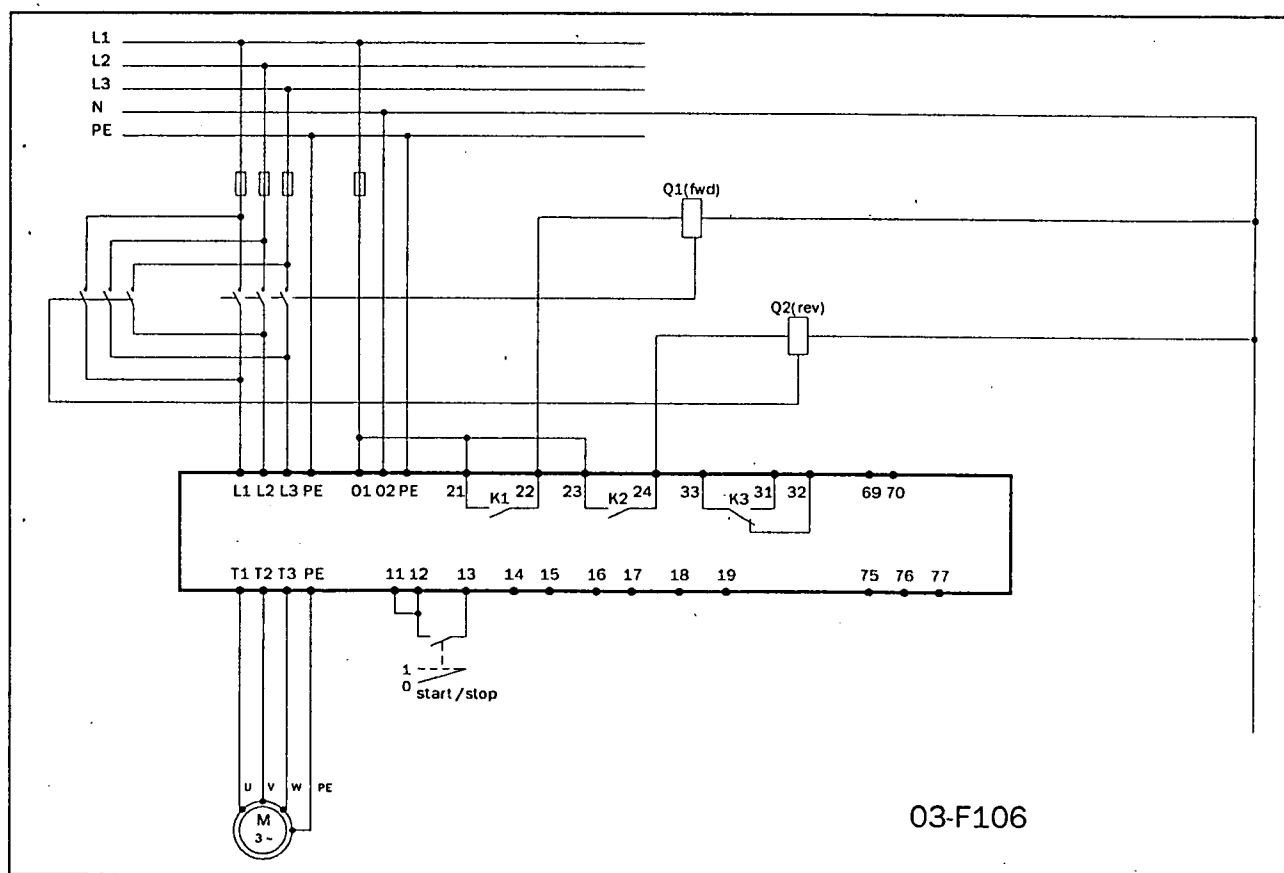 L1
L2
L3
N
PE
Q1(fwd)
Q2(rev)
L1 L2 L3 PE 01 02 PE 21 K1 22 23 K2 24 33 K3 31 32 69 70
T1 T2 T3 PE 11 12 13 14 15 16 17 18 19 75 76 77
1
0 start/stop
U V W PE
M
3~
03-F106